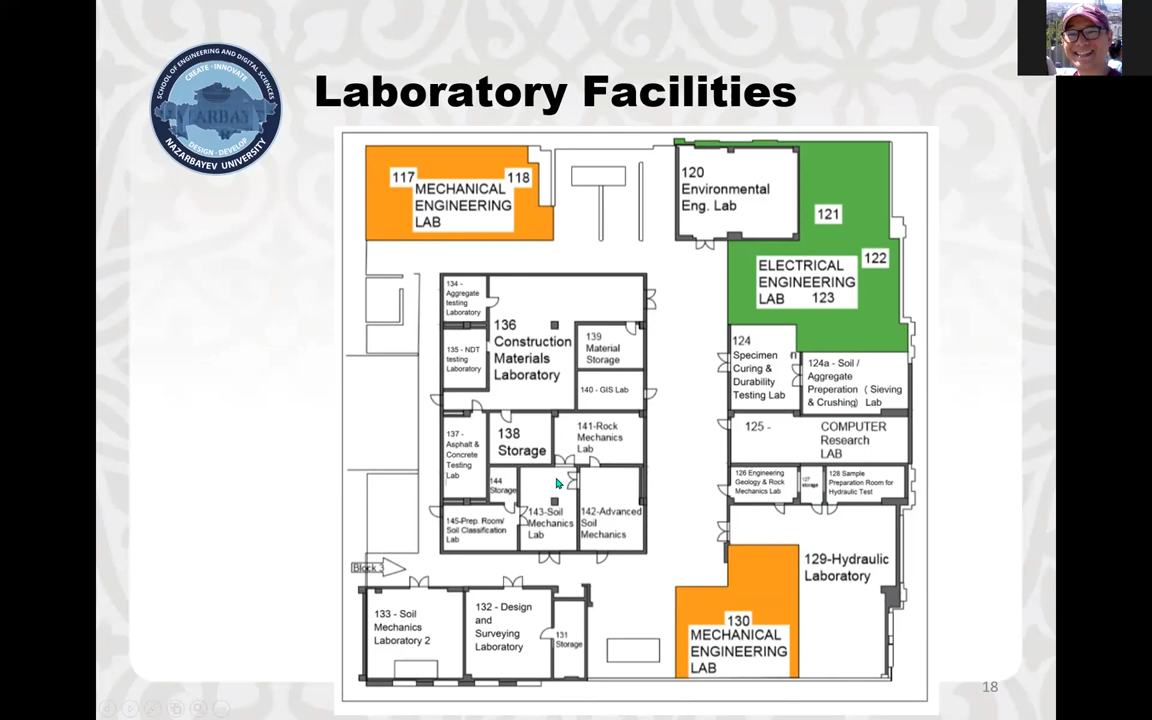 SCHOOL OF ENGINEERING AND DIGITAL SCIENCES
CREATE · INNOVATE
DESIGN · DEVELOP
NAZARBAYEV UNIVERSITY
Laboratory Facilities
117
118
MECHANICAL
ENGINEERING
LAB
120
Environmental
Eng. Lab
121
122
ELECTRICAL
ENGINEERING
LAB 123
134 -
Aggregate
testing
Laboratory
136
Construction
Materials
Laboratory
135 - NDT
testing
Laboratory
139
Material
Storage
140 - GIS Lab
124
Specimen
Curing &
Durability
Testing Lab
n
124a - Soil /
Aggregate
Preperation ( Sieving
& Crushing) Lab
137 -
Asphalt &
Concrete
Testing
Lab
138
Storage
141-Rock
Mechanics
Lab
125 - COMPUTER
Research
LAB
144
Storage
126 Engineering
Geology & Rock
Mechanics Lab
127
storage
128 Sample
Preparation Room for
Hydraulic Test
145-Prep. Room/
Soil Classification
Lab
143-Soil
Mechanics
Lab
142-Advanced
Soil
Mechanics
129-Hydraulic
Laboratory
Block 3
133 - Soil
Mechanics
Laboratory 2
132 - Design
and
Surveying
Laboratory
131
Storage
130
MECHANICAL
ENGINEERING
LAB
18